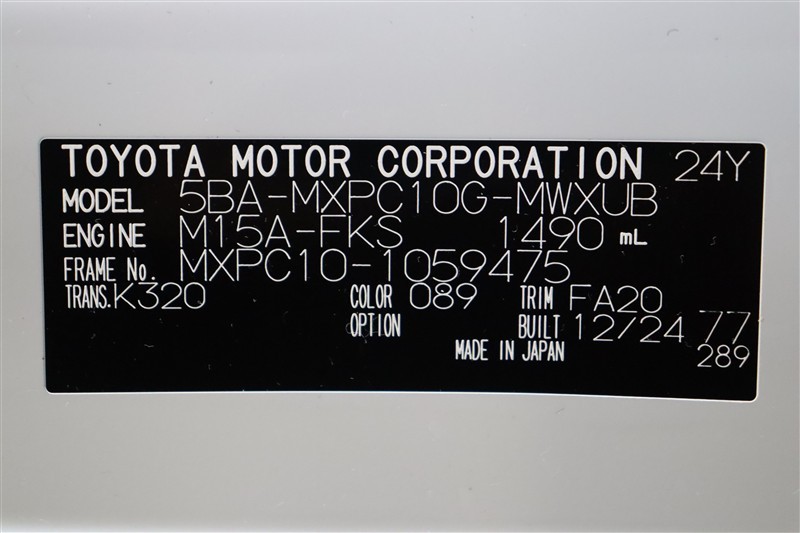 TOYOTA MOTOR CORPORATION 24Y
MODEL 5BA-MXPC10G-MWXUB
ENGINE M15A-FKS 1490 mL
FRAME No. MXPC10-1059475
TRANS. K320 COLOR 089 TRIM FA20
OPTION BUILT 12/24 77
MADE IN JAPAN 289